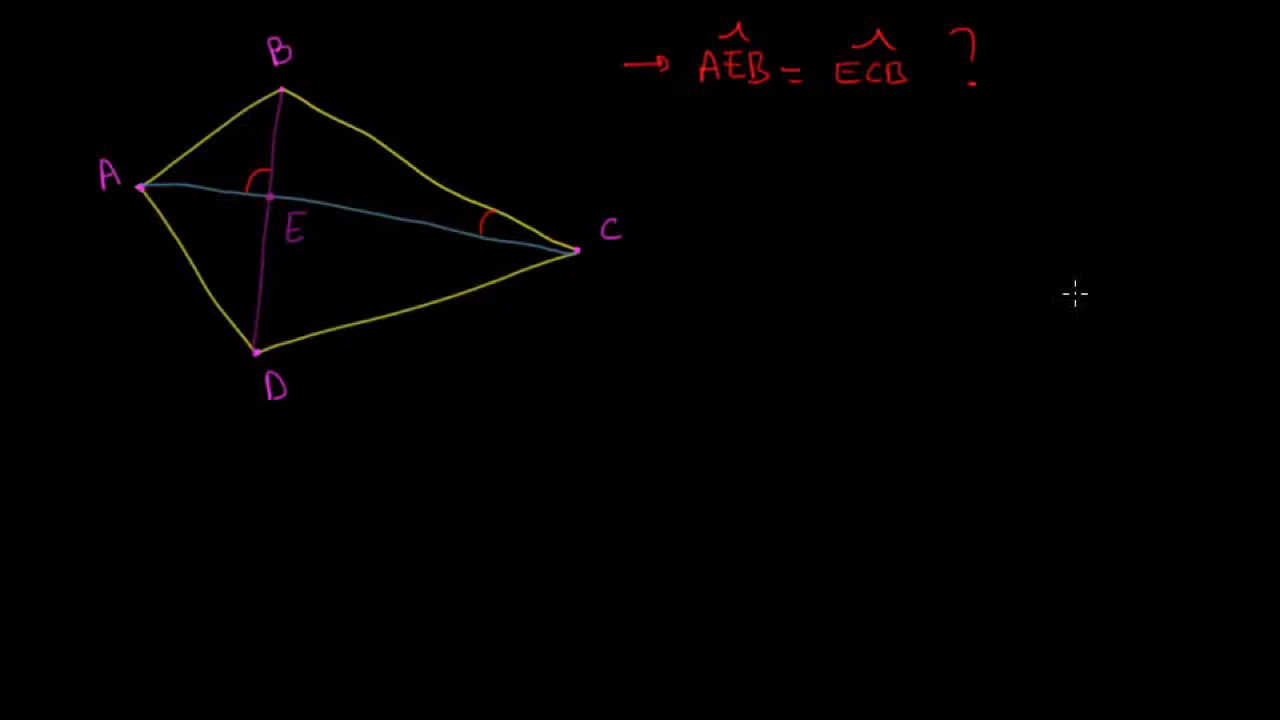 B
→ AÊB = EĈB ?
A
E
C
D